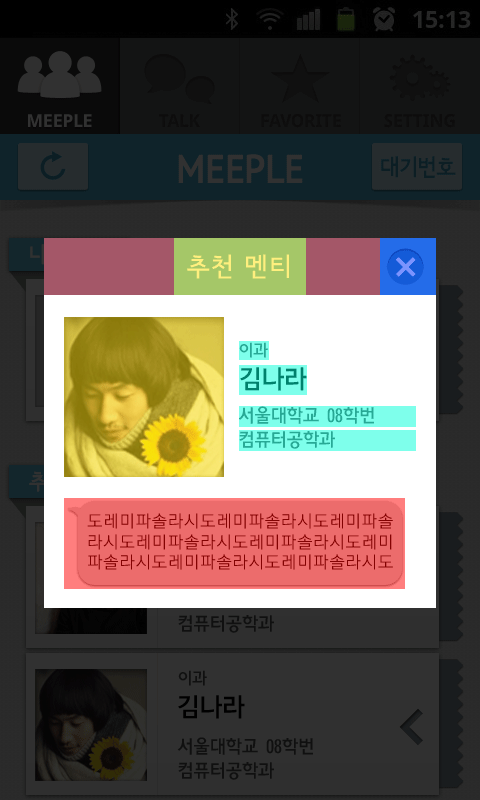 15:13
MEEPLE
TALK
FAVORITE
SETTING
MEEPLE
대기번호
추천 멘티
이과
김나라
서울대학교 08학번
컴퓨터공학과
도레미파솔라시도레미파솔라시도레미파솔
라시도레미파솔라시도레미파솔라시도레미
파솔라시도레미파솔라시도레미파솔라시도
컴퓨터공학과
이과
김나라
서울대학교 08학번
컴퓨터공학과